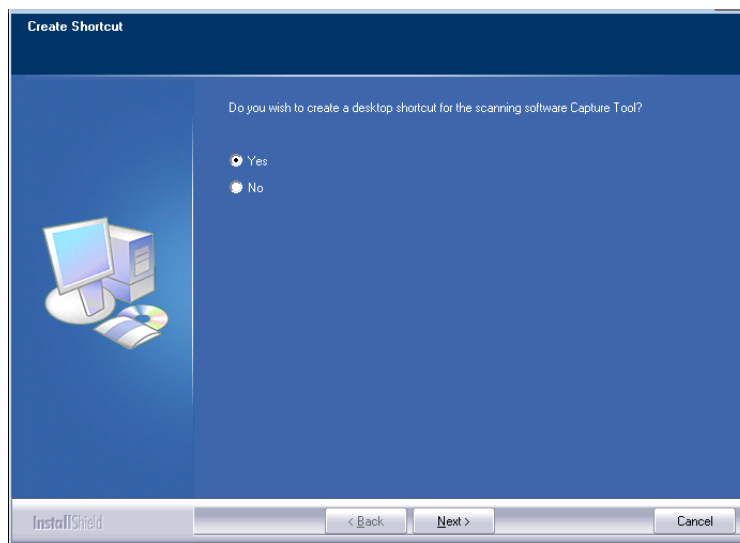 Create Shortcut
Do you wish to create a desktop shortcut for the scanning software Capture Tool?
Yes
No
InstallShield
< Back
Next >
Cancel